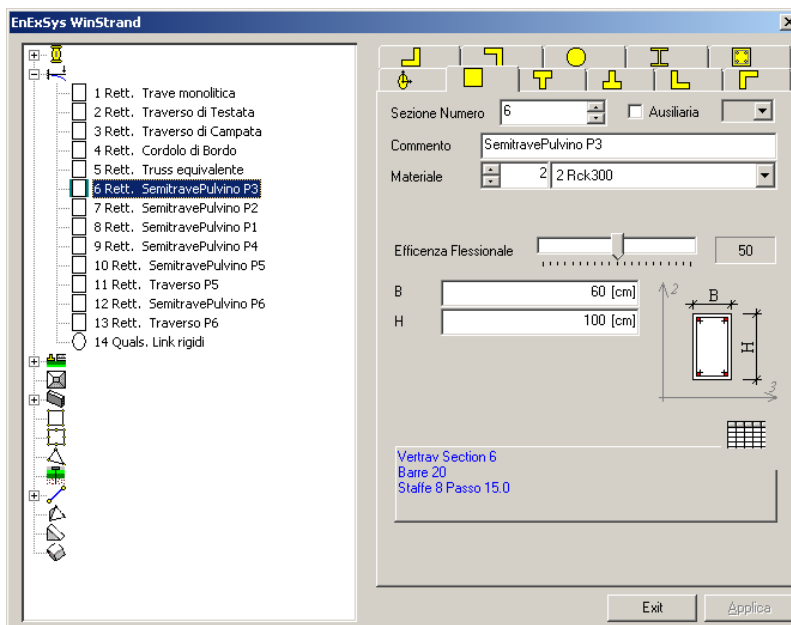 EnExSys WinStrand
1 Rett. Trave monolitica
2 Rett. Traverso di Testata
3 Rett. Traverso di Campata
4 Rett. Cordolo di Bordo
5 Rett. Truss equivalente
6 Rett. SemitravePulvino P3
7 Rett. SemitravePulvino P2
8 Rett. SemitravePulvino P1
9 Rett. SemitravePulvino P4
10 Rett. SemitravePulvino P5
11 Rett. Traverso P5
12 Rett. SemitravePulvino P6
13 Rett. Traverso P6
14 Quals. Link rigidi
Sezione Numero 6 Ausiliaria
Commento SemitravePulvino P3
Materiale 2 2 Rck300
Efficenza Flessionale 50
B 60 [cm]
H 100 [cm]
2 B
H
3
Vertrav Section 6
Barre 20
Staffe 8 Passo 15.0
Exit Applica